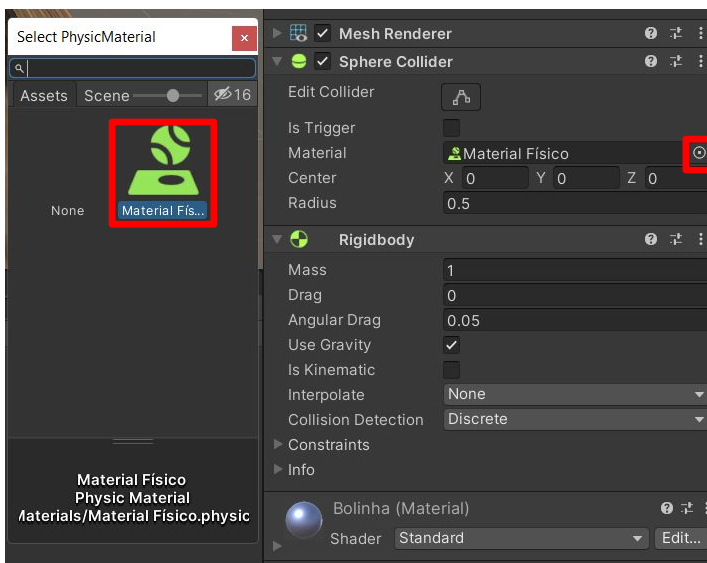 Select PhysicMaterial
Assets Scene 16
None
Material Fís...
Material Físico
Physic Material
Materials/Material Físico.physic
Mesh Renderer
Sphere Collider
Edit Collider
Is Trigger
Material Material Físico
Center X 0 Y 0 Z 0
Radius 0.5
Rigidbody
Mass 1
Drag 0
Angular Drag 0.05
Use Gravity
Is Kinematic
Interpolate None
Collision Detection Discrete
Constraints
Info
Bolinha (Material)
Shader Standard Edit...